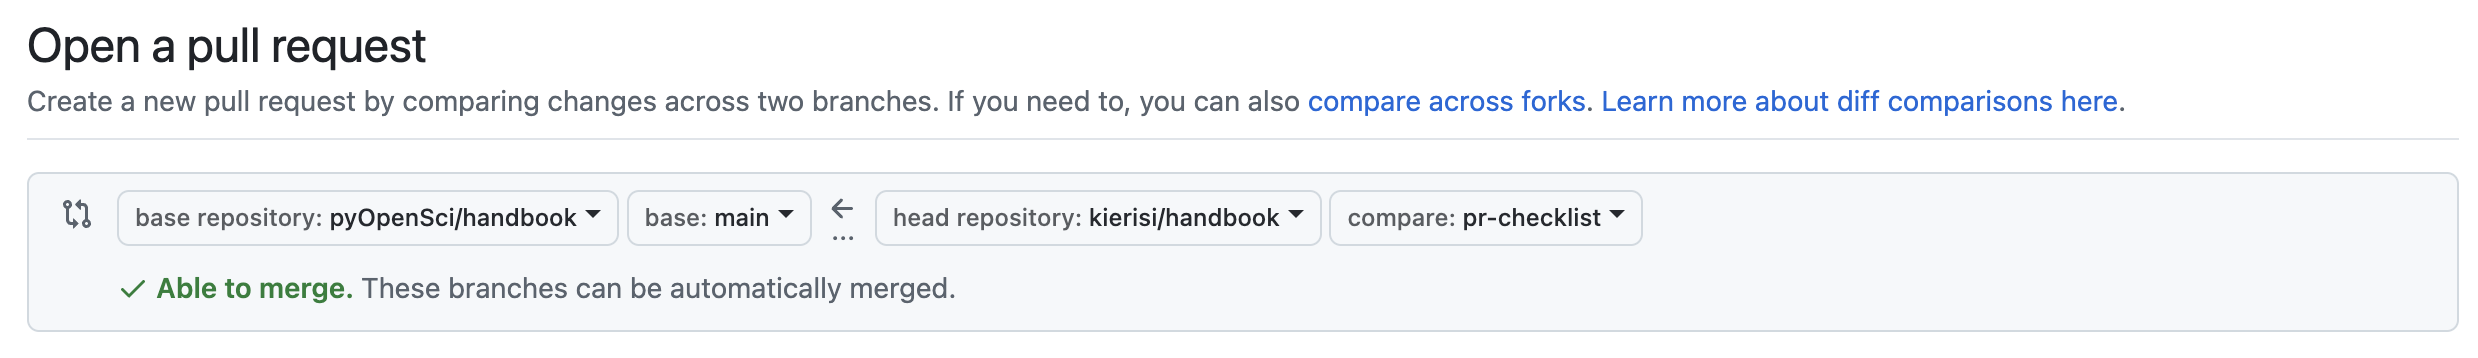 Open a pull request
Create a new pull request by comparing changes across two branches. If you need to, you can also compare across forks. Learn more about diff comparisons here.
base repository: pyOpenSci/handbook base: main ... head repository: kierisi/handbook compare: pr-checklist
Able to merge. These branches can be automatically merged.